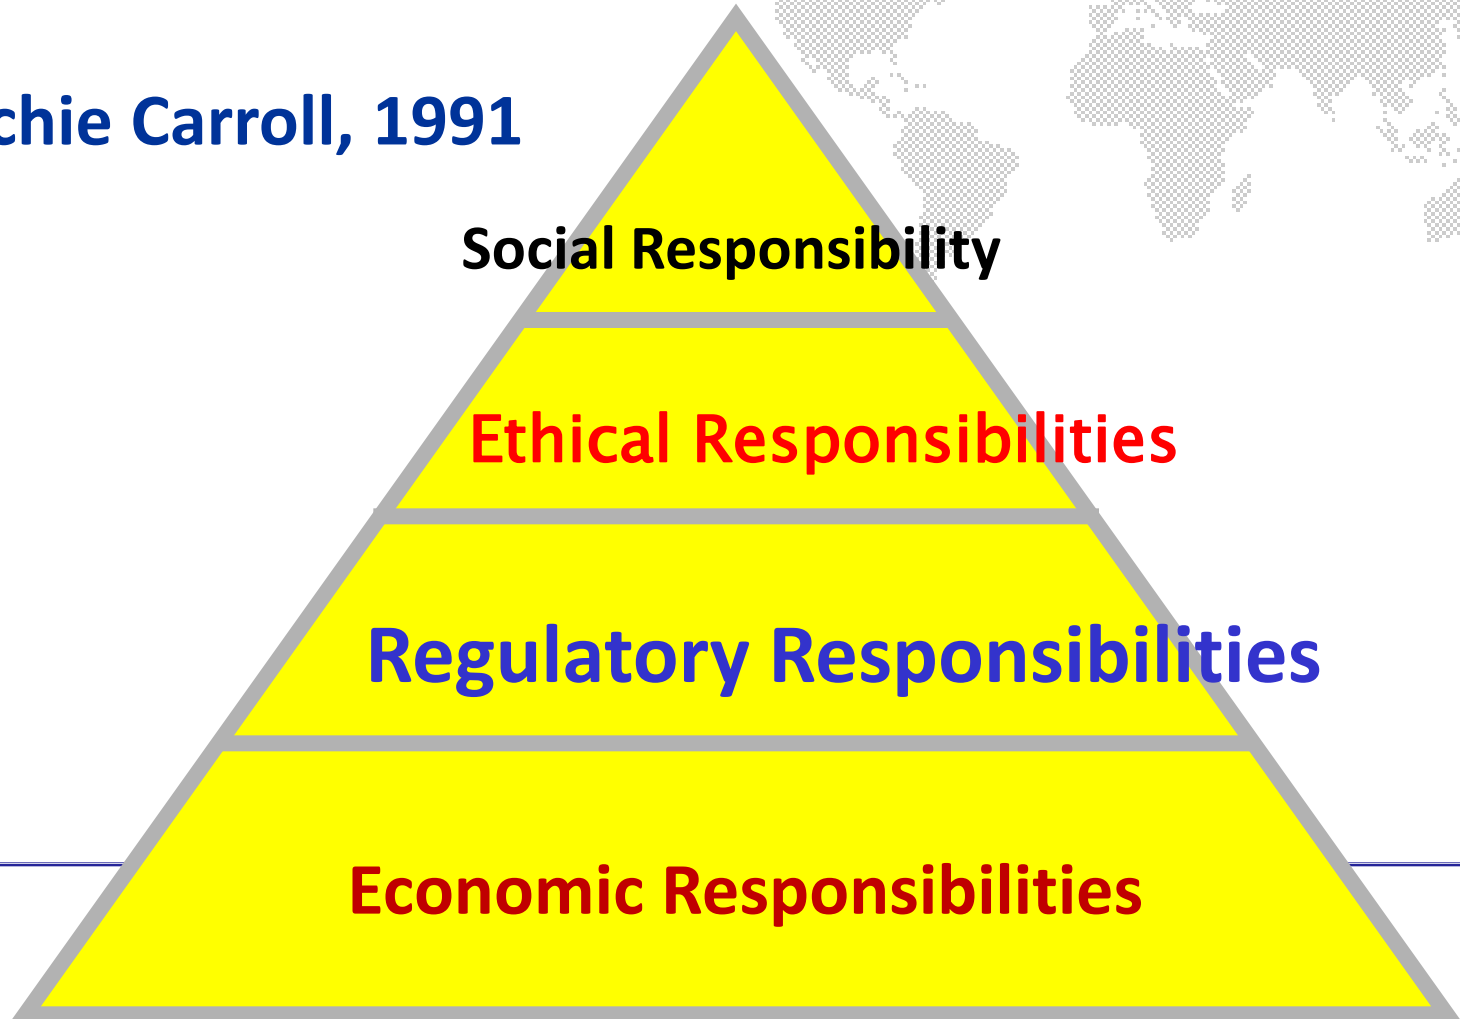 chie Carroll, 1991
Social Responsibility
Ethical Responsibilities
Regulatory Responsibilities
Economic Responsibilities